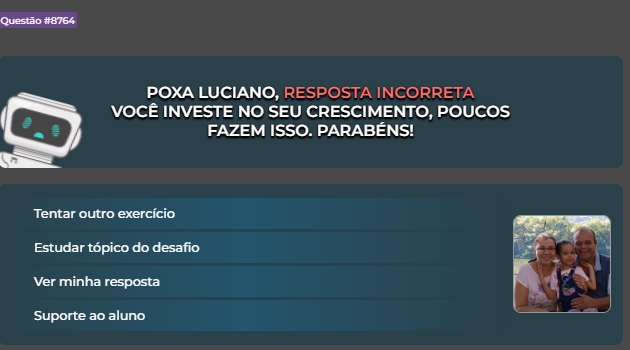 Questão #8764
POXA LUCIANO, RESPOSTA INCORRETA
VOCÊ INVESTE NO SEU CRESCIMENTO, POUCOS
FAZEM ISSO. PARABÉNS!
Tentar outro exercício
Estudar tópico do desafio
Ver minha resposta
Suporte ao aluno